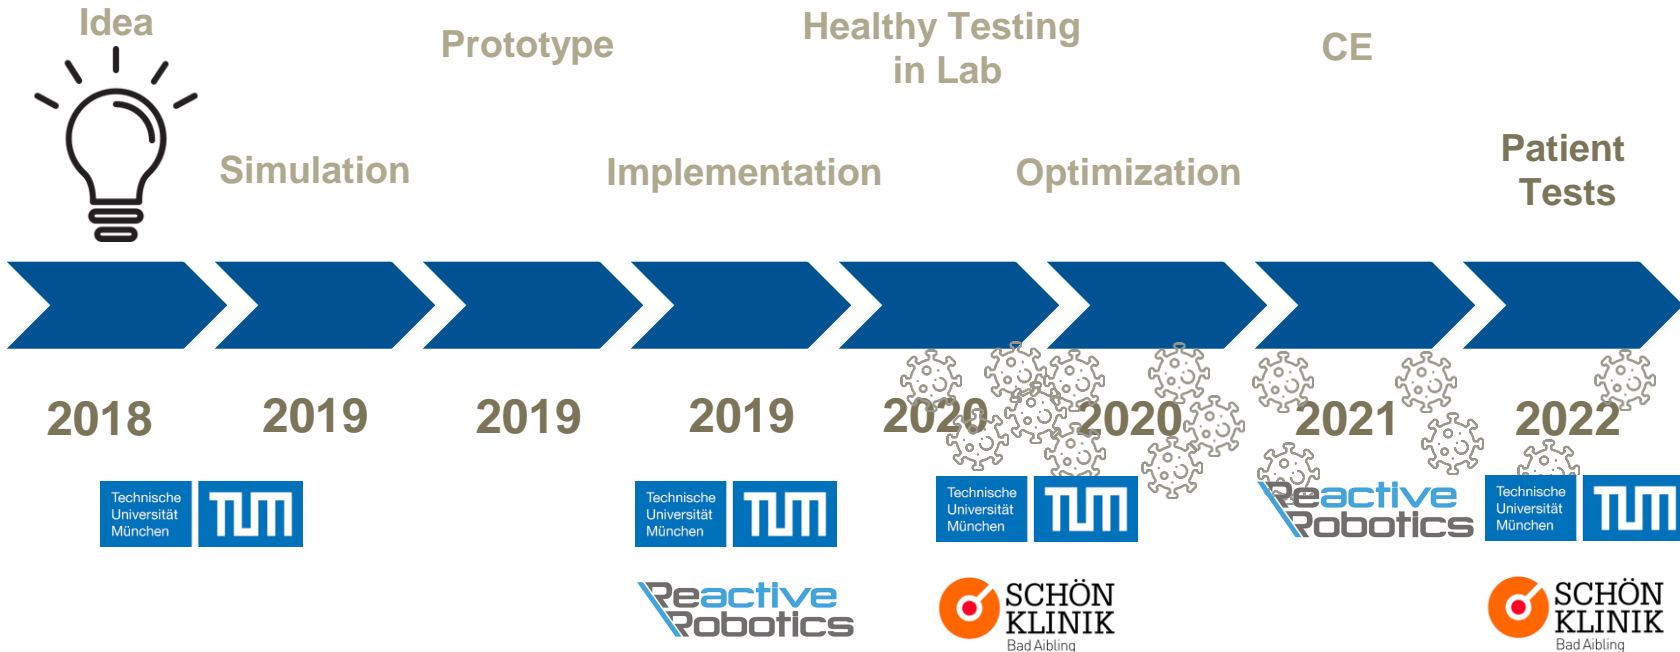 Idea
Prototype
Healthy Testing
in Lab
CE
Simulation
Implementation
Optimization
Patient
Tests
2018
2019
2019
2019
2020
2020
2021
2022
Technische
Universität
München
TUM
Technische
Universität
München
TUM
Technische
Universität
München
TUM
Reactive
Robotics
Technische
Universität
München
TUM
Reactive
Robotics
SCHÖN
KLINIK
Bad Aibling
SCHÖN
KLINIK
Bad Aibling